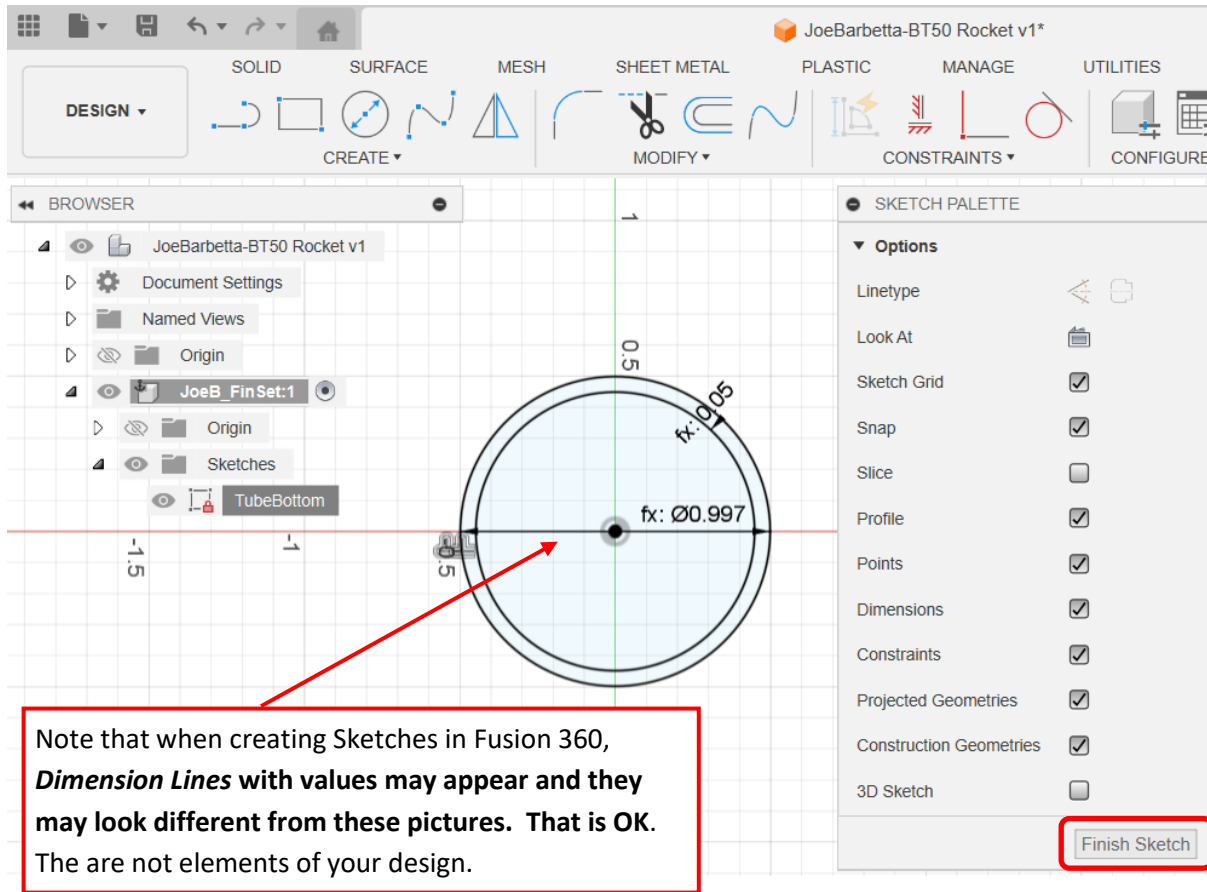 JoeBarbetta-BT50 Rocket v1*
SOLID SURFACE MESH SHEET METAL PLASTIC MANAGE UTILITIES
DESIGN
CREATE MODIFY CONSTRAINTS CONFIGURE
BROWSER
JoeBarbetta-BT50 Rocket v1
Document Settings
Named Views
Origin
JoeB_FinSet:1
Origin
Sketches
TubeBottom
1
0.5
fx: 0.05
fx: Ø0.997
-1.5
-1
-0.5
SKETCH PALETTE
Options
Linetype
Look At
Sketch Grid
Snap
Slice
Profile
Points
Dimensions
Constraints
Projected Geometries
Construction Geometries
3D Sketch
Finish Sketch
Note that when creating Sketches in Fusion 360,
Dimension Lines with values may appear and they
may look different from these pictures. That is OK.
The are not elements of your design.